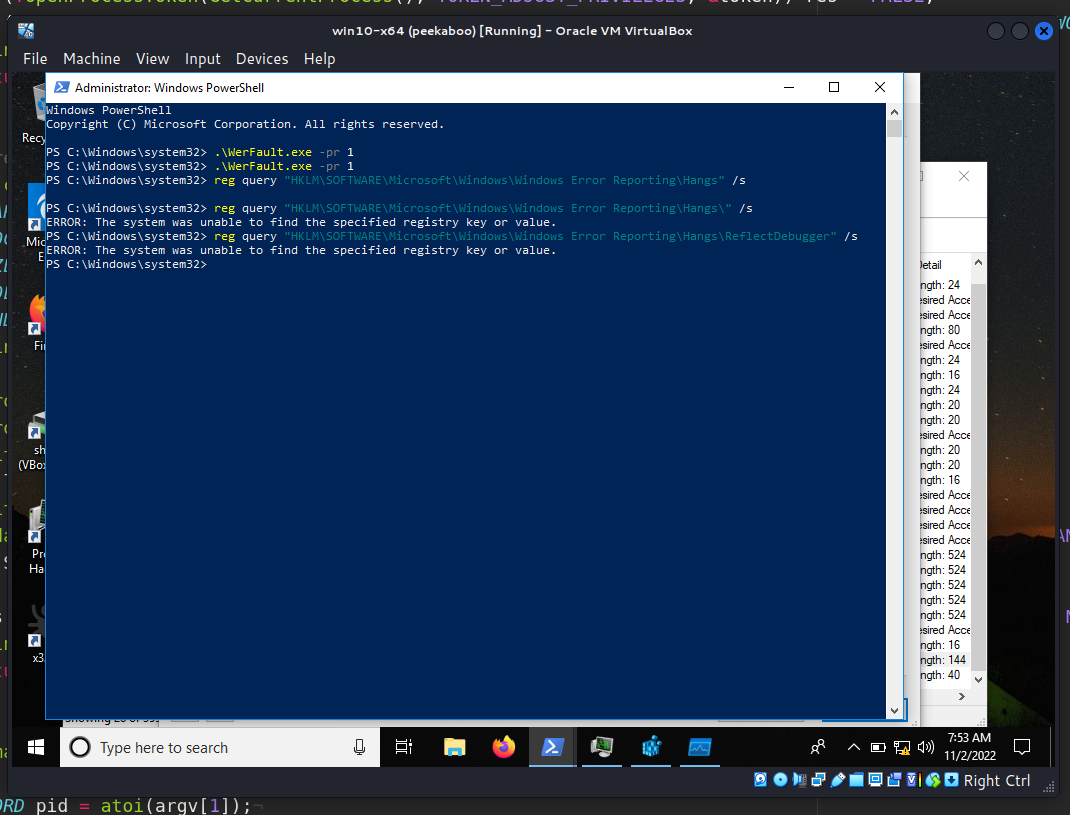 win10-x64 (peekaboo) [Running] - Oracle VM VirtualBox
File Machine View Input Devices Help
Administrator: Windows PowerShell
Windows PowerShell
Copyright (C) Microsoft Corporation. All rights reserved.
PS C:\Windows\system32> .\WerFault.exe -pr 1
PS C:\Windows\system32> .\WerFault.exe -pr 1
PS C:\Windows\system32> reg query "HKLM\SOFTWARE\Microsoft\Windows\Windows Error Reporting\Hangs" /s
PS C:\Windows\system32> reg query "HKLM\SOFTWARE\Microsoft\Windows\Windows Error Reporting\Hangs\" /s
ERROR: The system was unable to find the specified registry key or value.
PS C:\Windows\system32> reg query "HKLM\SOFTWARE\Microsoft\Windows\Windows Error Reporting\Hangs\ReflectDebugger" /s
ERROR: The system was unable to find the specified registry key or value.
PS C:\Windows\system32>
Recy
Mic
E
Fi
sh
(VBox
Pr
Ha
x3
Detail
ngth: 24
esired Acce
esired Acce
ngth: 80
esired Acce
ngth: 24
ngth: 16
ngth: 24
ngth: 20
ngth: 20
esired Acce
ngth: 20
ngth: 20
ngth: 16
esired Acce
esired Acce
esired Acce
esired Acce
ngth: 524
ngth: 524
ngth: 524
ngth: 524
ngth: 524
esired Acce
ngth: 16
ngth: 144
ngth: 40
Type here to search
7:53 AM
11/2/2022
Right Ctrl
ORD pid = atoi(argv[1]);